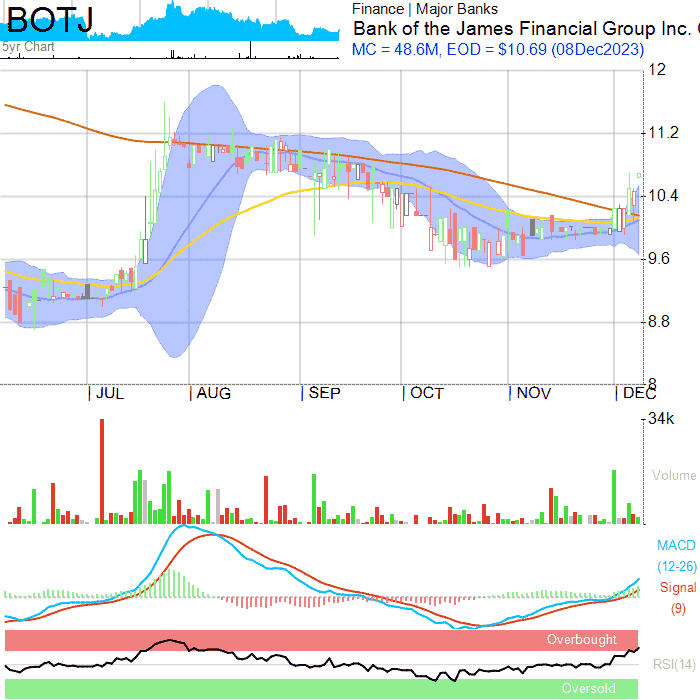 BOTJ
5yr Chart
Finance | Major Banks
Bank of the James Financial Group Inc.
MC = 48.6M, EOD = $10.69 (08Dec2023)
12
11.2
10.4
9.6
8.8
8
JUL AUG SEP OCT NOV DEC
34k
Volume
MACD
(12-26)
Signal
(9)
Overbought
RSI(14)
Oversold